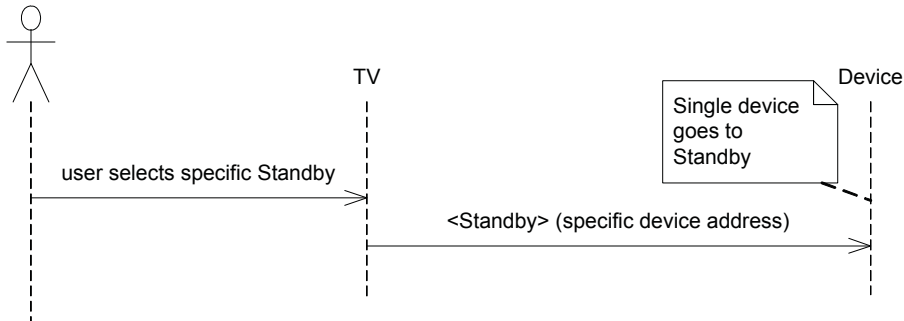 TV
Device
Single device
goes to
Standby
user selects specific Standby
<Standby> (specific device address)